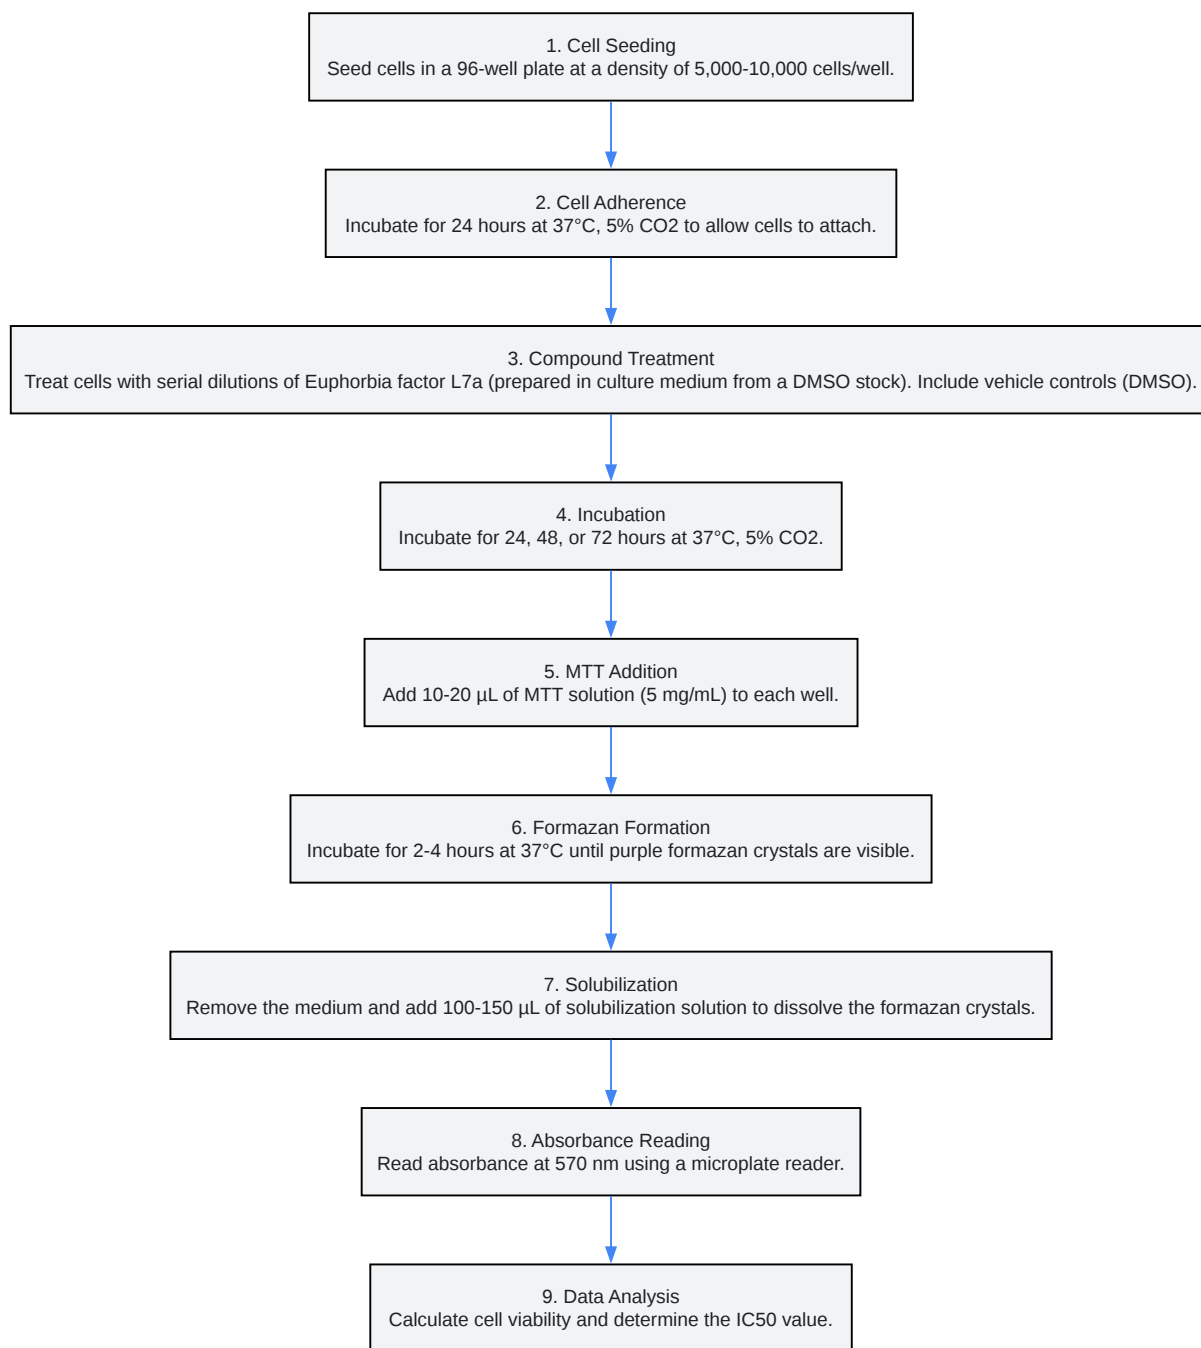 1. Cell Seeding
Seed cells in a 96-well plate at a density of 5,000-10,000 cells/well.
2. Cell Adherence
Incubate for 24 hours at 37°C, 5% CO2 to allow cells to attach.
3. Compound Treatment
Treat cells with serial dilutions of Euphorbia factor L7a (prepared in culture medium from a DMSO stock). Include vehicle controls (DMSO).
4. Incubation
Incubate for 24, 48, or 72 hours at 37°C, 5% CO2.
5. MTT Addition
Add 10-20 µL of MTT solution (5 mg/mL) to each well.
6. Formazan Formation
Incubate for 2-4 hours at 37°C until purple formazan crystals are visible.
7. Solubilization
Remove the medium and add 100-150 µL of solubilization solution to dissolve the formazan crystals.
8. Absorbance Reading
Read absorbance at 570 nm using a microplate reader.
9. Data Analysis
Calculate cell viability and determine the IC50 value.